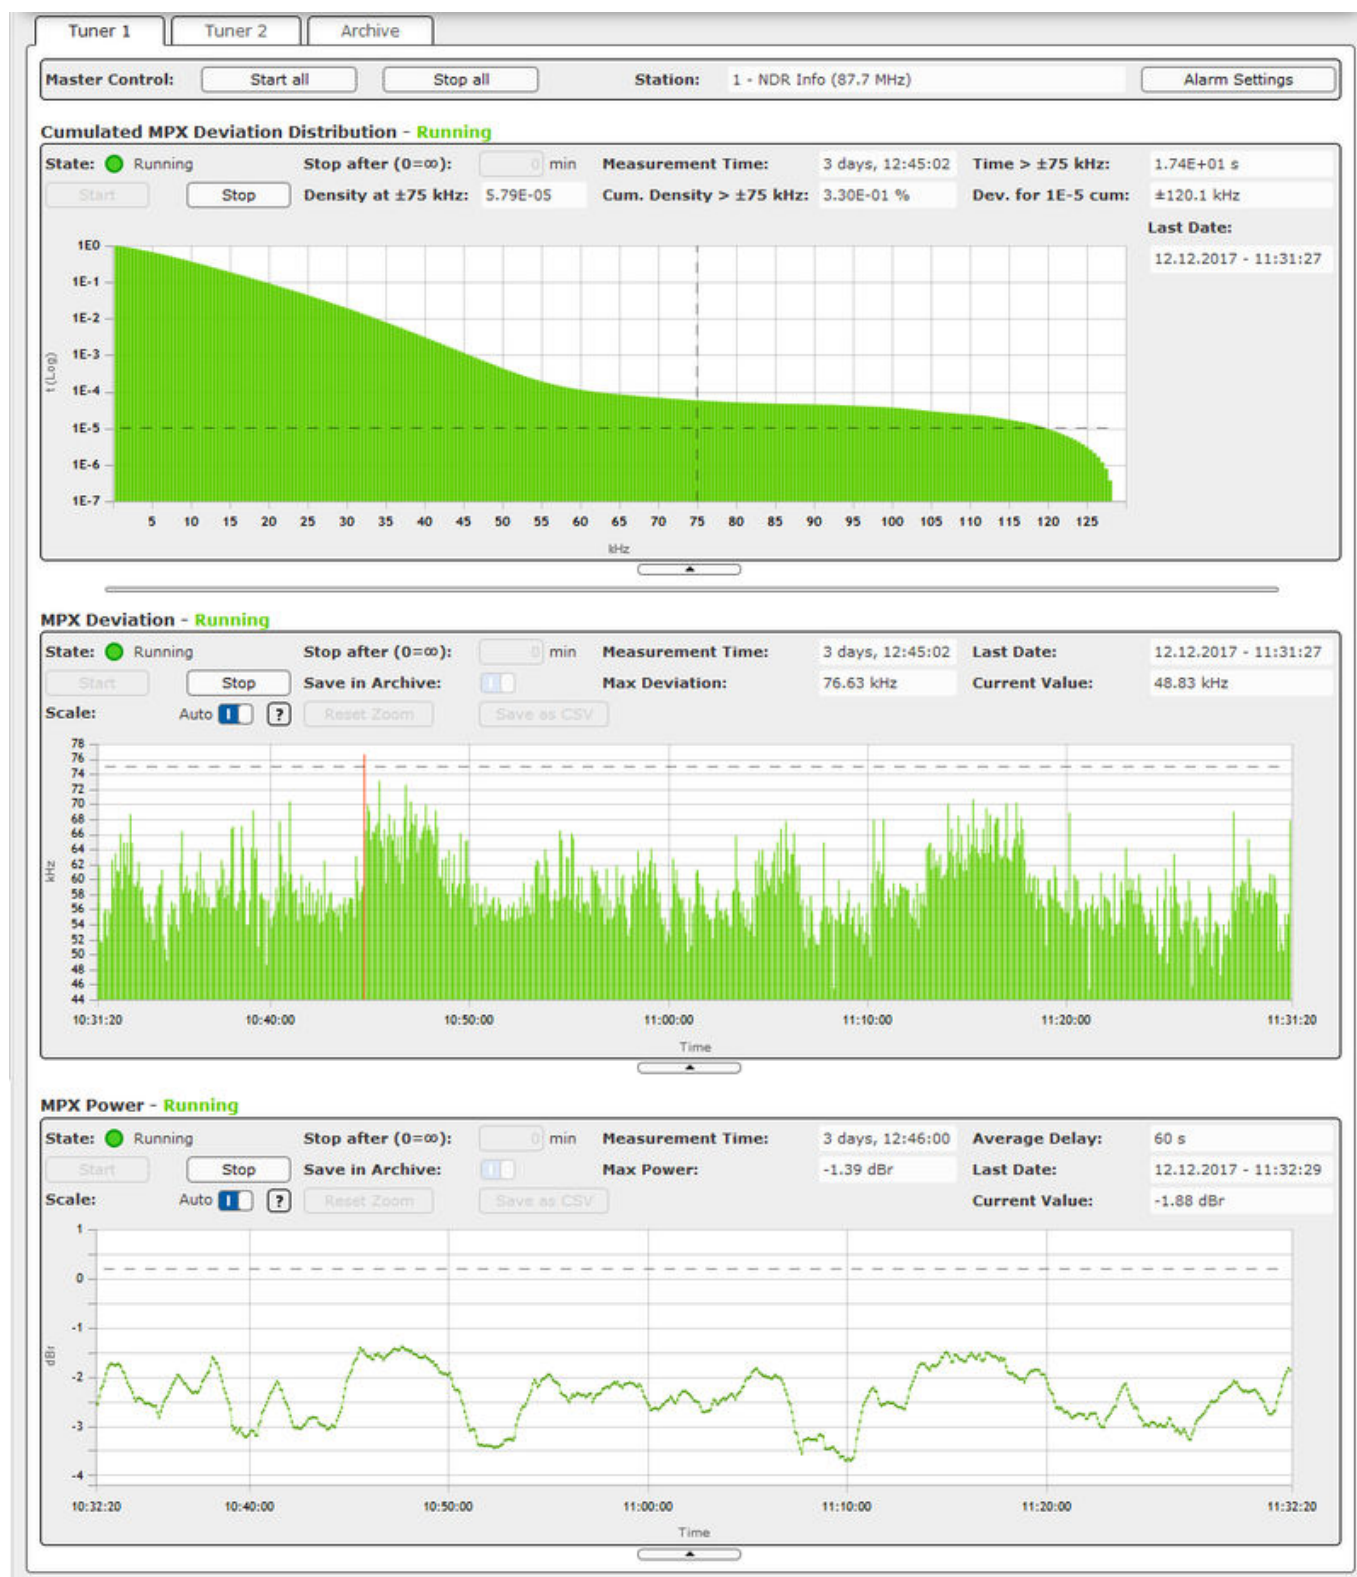 Tuner 1 Tuner 2 Archive
Master Control: Start all Stop all Station: 1 - NDR Info (87.7 MHz) Alarm Settings
Cumulated MPX Deviation Distribution - Running
State: Running Stop after (0=∞): 0 min Measurement Time: 3 days, 12:45:02 Time > ±75 kHz: 1.74E+01 s
Start Stop Density at ±75 kHz: 5.79E-05 Cum. Density > ±75 kHz: 3.30E-01 % Dev. for 1E-5 cum: ±120.1 kHz
Last Date:
12.12.2017 - 11:31:27
1E0
1E-1
1E-2
1E-3
1E-4
1E-5
1E-6
1E-7
t (Log)
5 10 15 20 25 30 35 40 45 50 55 60 65 70 75 80 85 90 95 100 105 110 115 120 125
kHz
MPX Deviation - Running
State: Running Stop after (0=∞): 0 min Measurement Time: 3 days, 12:45:02 Last Date: 12.12.2017 - 11:31:27
Start Stop Save in Archive: Max Deviation: 76.63 kHz Current Value: 48.83 kHz
Scale: Auto ? Reset Zoom Save as CSV
78
76
74
72
70
68
66
64
62
60
58
56
54
52
50
48
46
44
kHz
10:31:20 10:40:00 10:50:00 11:00:00 11:10:00 11:20:00 11:31:20
Time
MPX Power - Running
State: Running Stop after (0=∞): 0 min Measurement Time: 3 days, 12:46:00 Average Delay: 60 s
Start Stop Save in Archive: Max Power: -1.39 dBr Last Date: 12.12.2017 - 11:32:29
Scale: Auto ? Reset Zoom Save as CSV Current Value: -1.88 dBr
1
0
-1
-2
-3
-4
dBr
10:32:20 10:40:00 10:50:00 11:00:00 11:10:00 11:20:00 11:32:20
Time